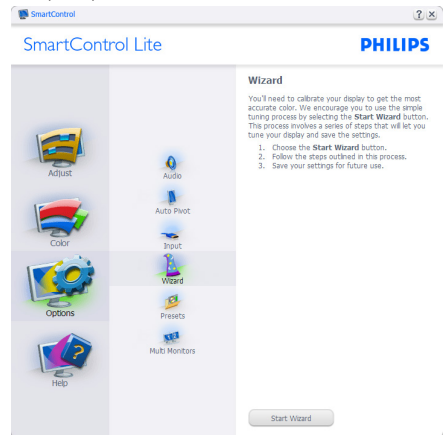 SmartControl
SmartControl Lite
PHILIPS
Adjust
Color
Options
Help
Audio
Auto Pivot
Input
Wizard
Presets
Multi Monitors
Wizard
You'll need to calibrate your display to get the most
accurate color. We encourage you to use the simple
tuning process by selecting the Start Wizard button.
This process involves a series of steps that will let you
tune your display and save the settings.
1. Choose the Start Wizard button.
2. Follow the steps outlined in this process.
3. Save your settings for future use.
Start Wizard